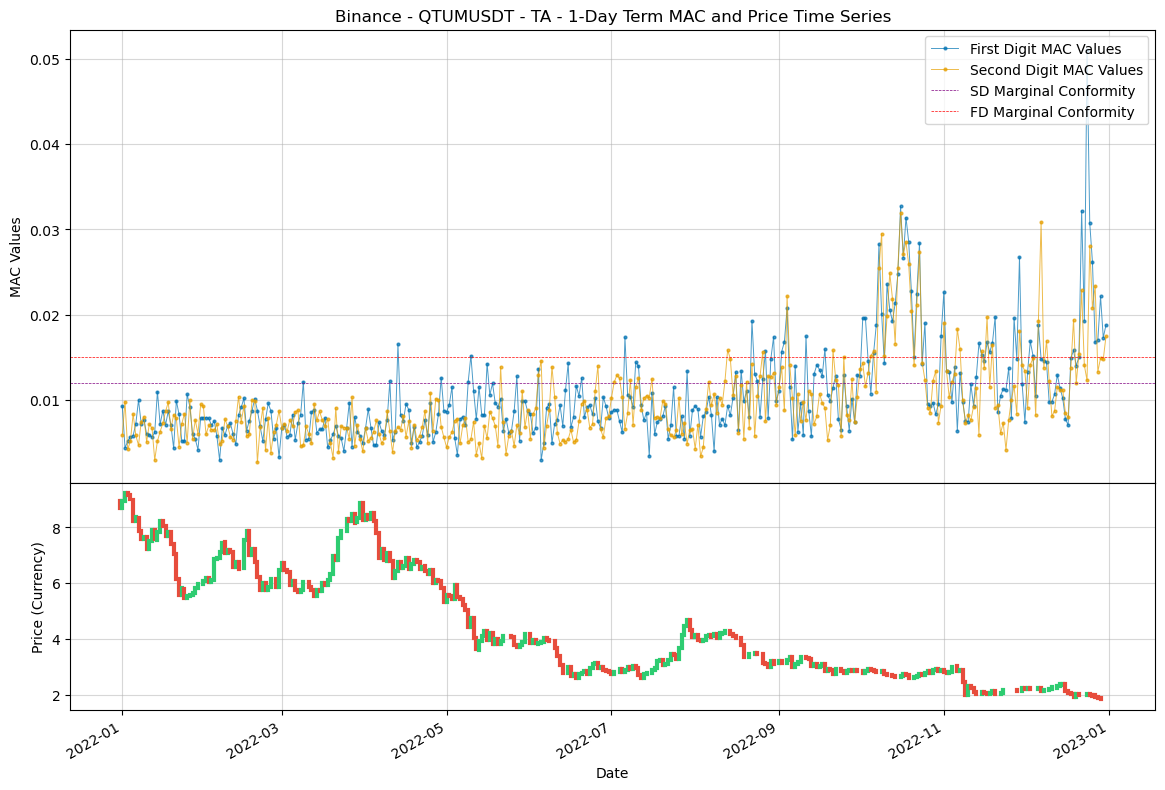 Binance - QTUMUSDT - TA - 1-Day Term MAC and Price Time Series
First Digit MAC Values
Second Digit MAC Values
SD Marginal Conformity
FD Marginal Conformity
MAC Values
0.05
0.04
0.03
0.02
0.01
Price (Currency)
8
6
4
2
2022-01
2022-03
2022-05
2022-07
2022-09
2022-11
2023-01
Date